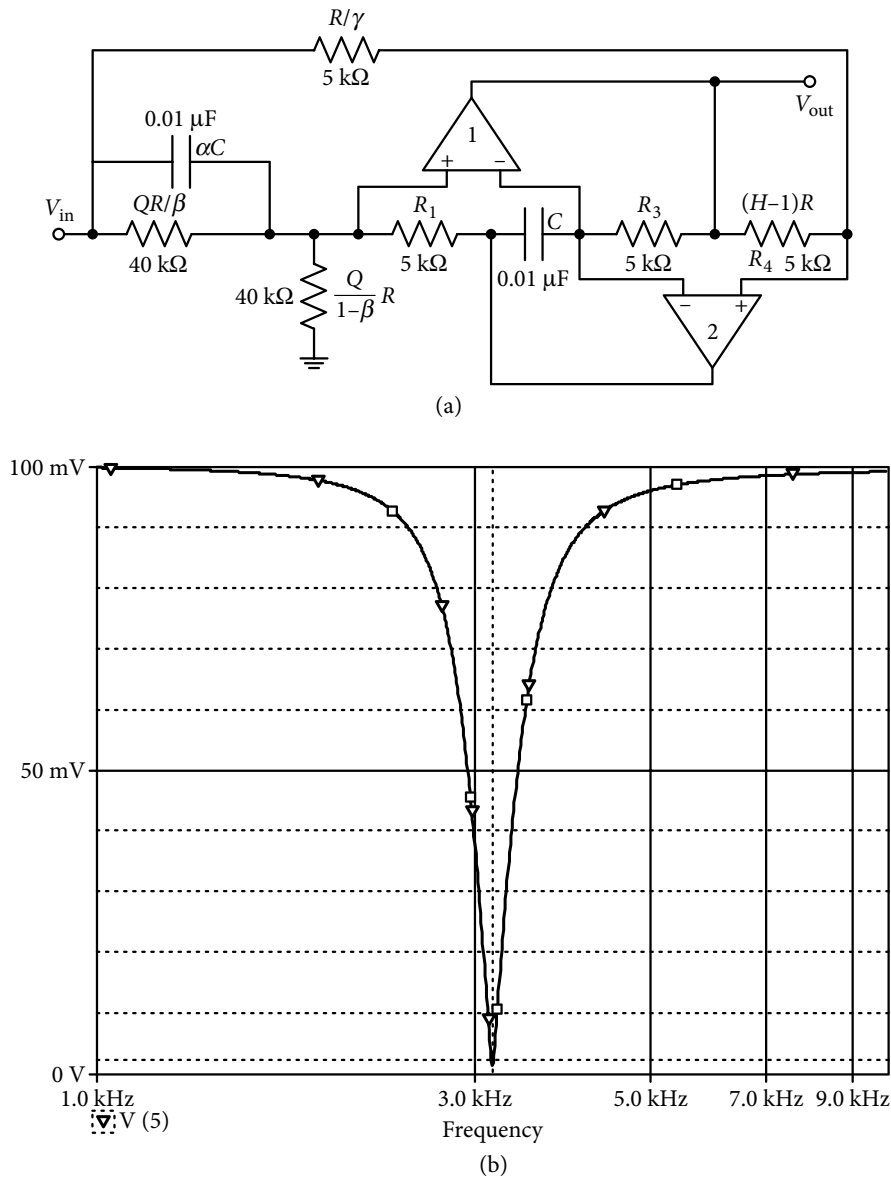 R/γ
5 kΩ
0.01 μF
αC
QR/β
V_in
40 kΩ
40 kΩ
Q/(1−β) R
1
+ −
V_out
R_1
5 kΩ
C
0.01 μF
R_3
5 kΩ
(H−1)R
R_4 5 kΩ
− +
2
(a)
100 mV
50 mV
0 V
1.0 kHz 3.0 kHz 5.0 kHz 7.0 kHz 9.0 kHz
V (5)
Frequency
(b)